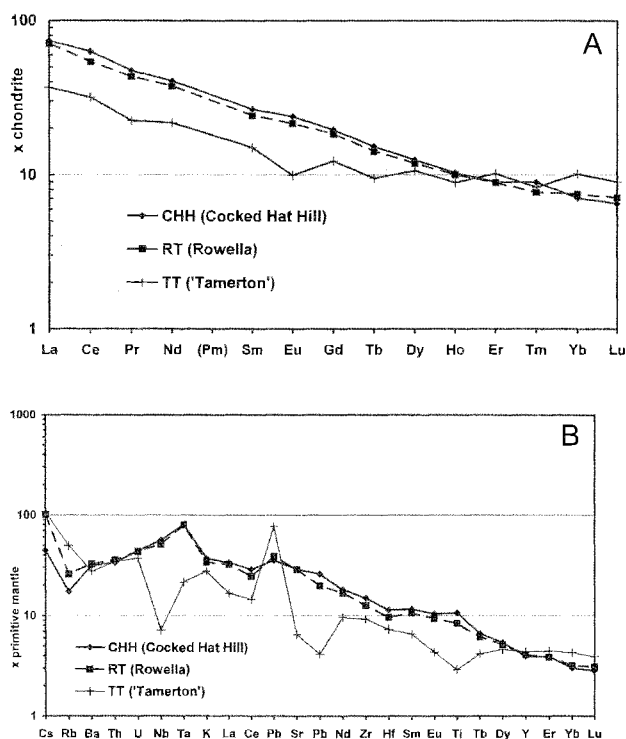 A
100
10
1
x chondrite
CHH (Cocked Hat Hill)
RT (Rowella)
TT ('Tamerton')
La Ce Pr Nd (Pm) Sm Eu Gd Tb Dy Ho Er Tm Yb Lu
B
1000
100
10
1
x primitive mantle
CHH (Cocked Hat Hill)
RT (Rowella)
TT ('Tamerton')
Cs Rb Ba Th U Nb Ta K La Ce Pb Sr Pb Nd Zr Hf Sm Eu Ti Tb Dy Y Er Yb Lu